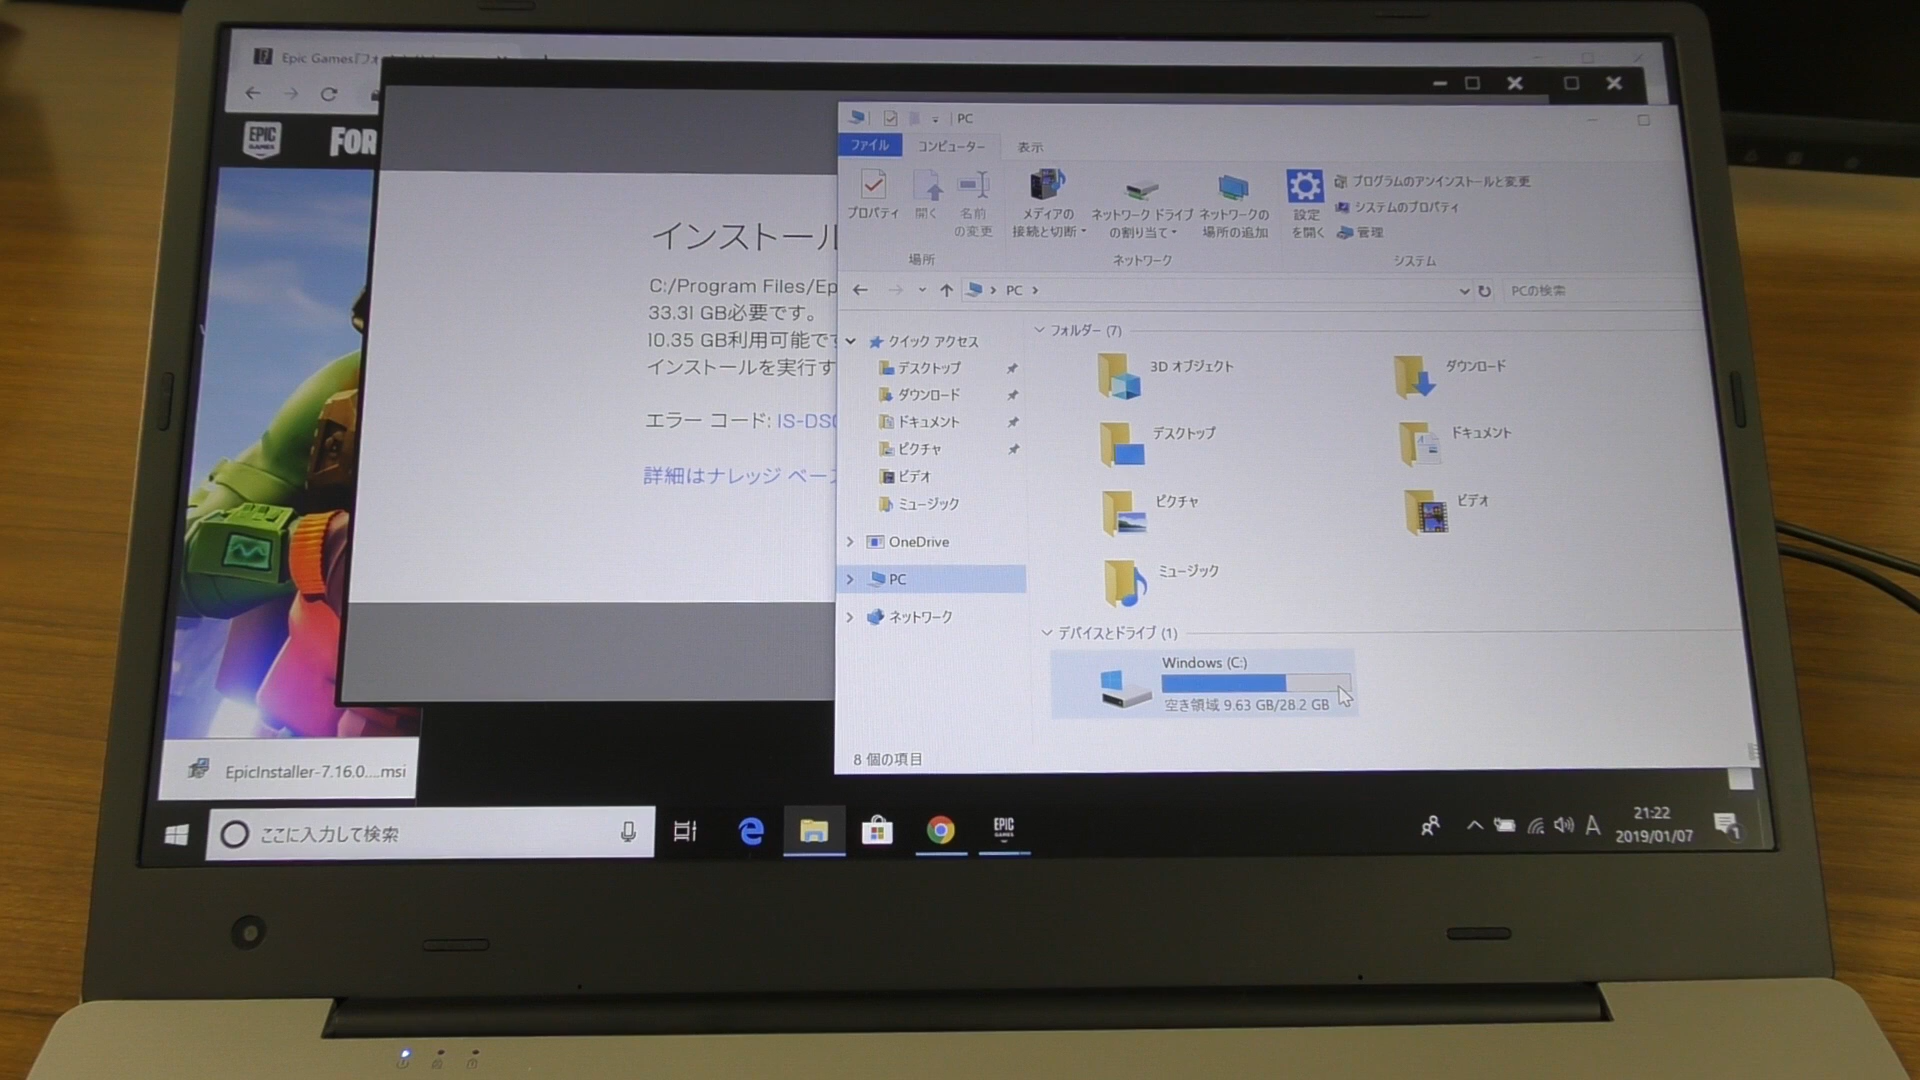 Epic Games『フォ
EPIC
GAMES
FOR
インストール
C:/Program Files/Ep
33.31 GB必要です。
10.35 GB利用可能です
インストールを実行す
エラー コード: IS-DS
詳細はナレッジ ベース
PC
ファイル
コンピューター
表示
プロパティ
開く
名前
の変更
メディアの
接続と切断
ネットワーク ドライブ
の割り当て
ネットワークの
場所の追加
設定
を開く
プログラムのアンインストールと変更
システムのプロパティ
管理
場所
ネットワーク
システム
PC
PCの検索
クイック アクセス
デスクトップ
ダウンロード
ドキュメント
ピクチャ
ビデオ
ミュージック
OneDrive
PC
ネットワーク
フォルダー (7)
3D オブジェクト
ダウンロード
デスクトップ
ドキュメント
ピクチャ
ビデオ
ミュージック
デバイスとドライブ (1)
Windows (C:)
空き領域 9.63 GB/28.2 GB
8 個の項目
EpicInstaller-7.16.0....msi
ここに入力して検索
EPIC
GAMES
A
21:22
2019/01/07
1